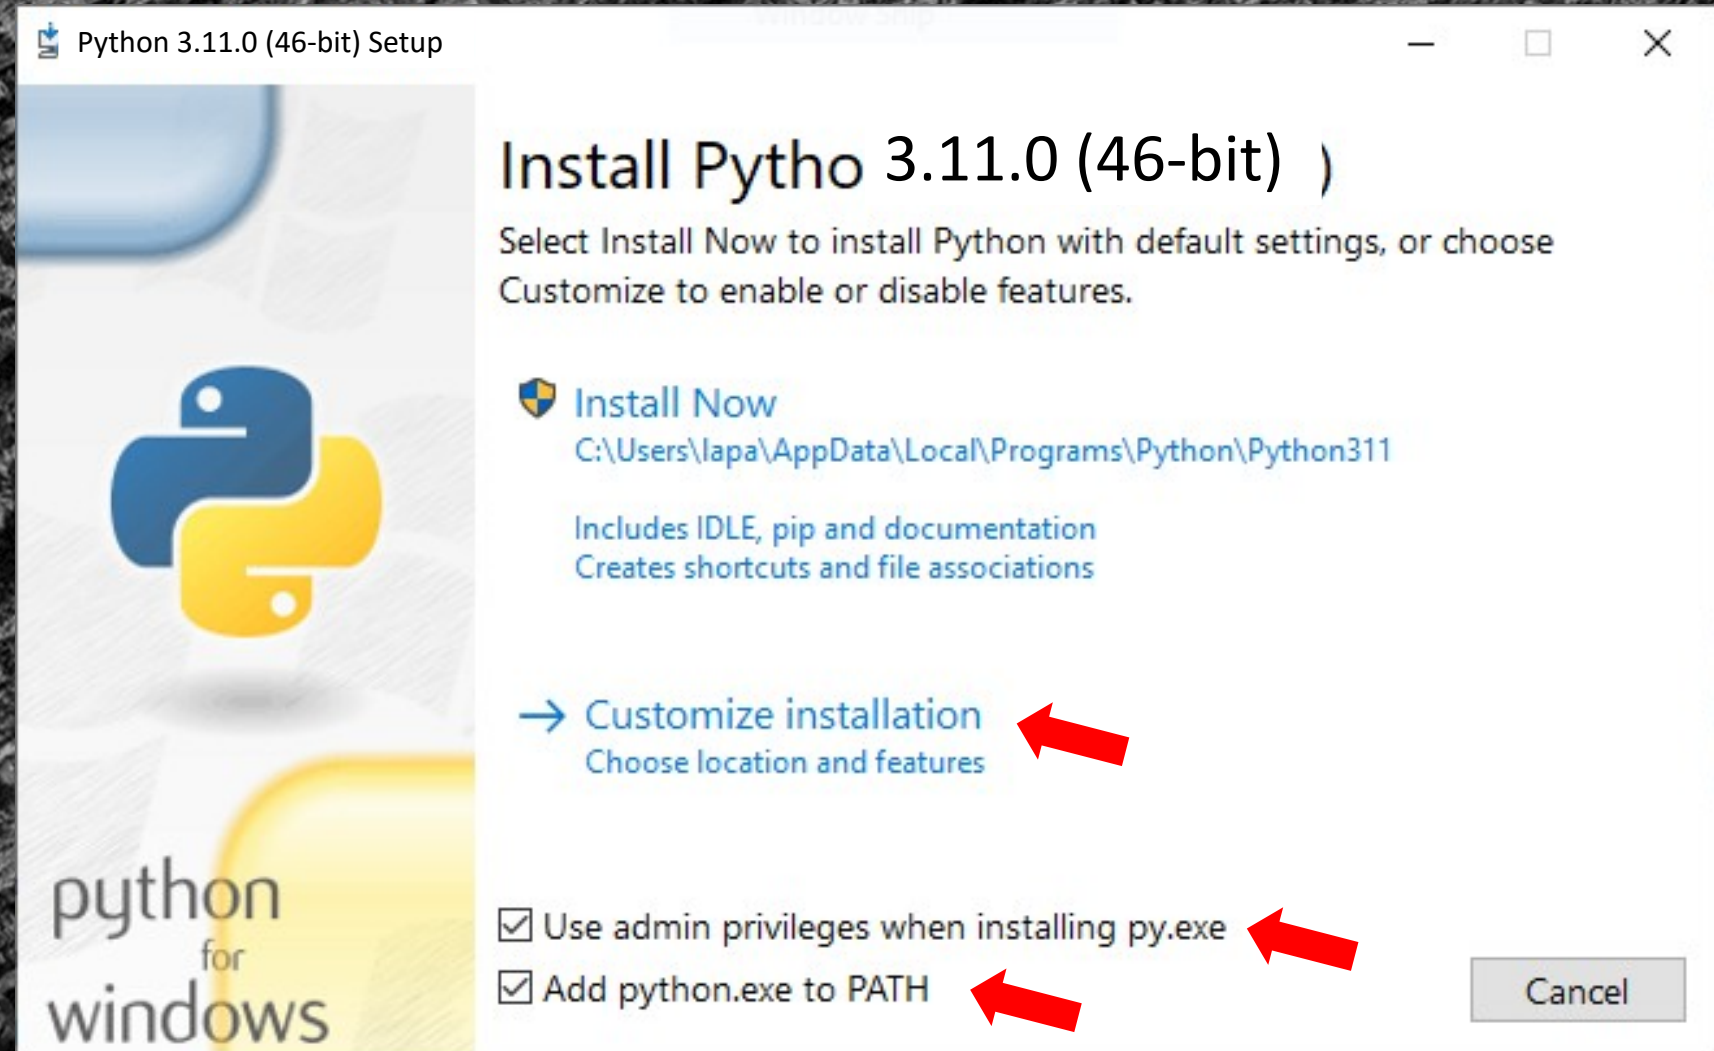 Python 3.11.0 (46-bit) Setup
Install Pytho 3.11.0 (46-bit) )
Select Install Now to install Python with default settings, or choose
Customize to enable or disable features.
Install Now
C:\Users\lapa\AppData\Local\Programs\Python\Python311
Includes IDLE, pip and documentation
Creates shortcuts and file associations
Customize installation
Choose location and features
python
for
windows
Use admin privileges when installing py.exe
Add python.exe to PATH
Cancel